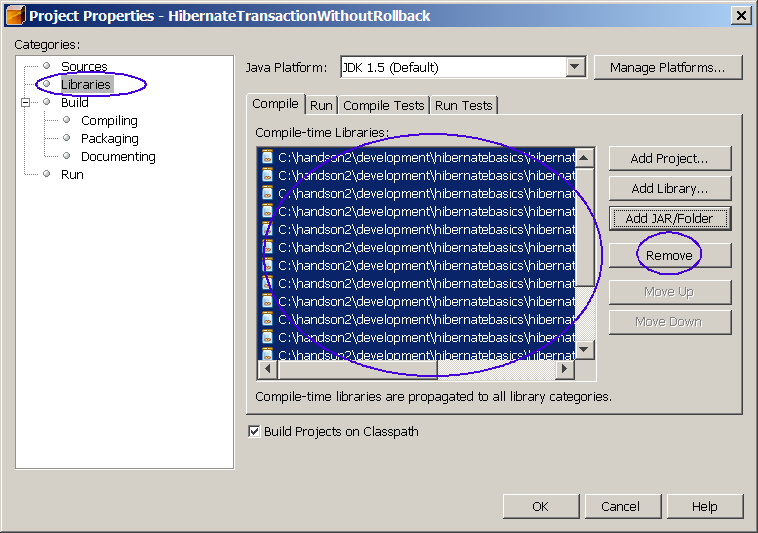 Project Properties - HibernateTransactionWithoutRollback
Categories:
Sources
Libraries
Build
Compiling
Packaging
Documenting
Run
Java Platform: JDK 1.5 (Default) Manage Platforms...
Compile Run Compile Tests Run Tests
Compile-time Libraries:
C:\handson2\development\hibernatebasics\hibernat
C:\handson2\development\hibernatebasics\hibernat
C:\handson2\development\hibernatebasics\hibernat
C:\handson2\development\hibernatebasics\hibernat
C:\handson2\development\hibernatebasics\hibernat
C:\handson2\development\hibernatebasics\hibernat
C:\handson2\development\hibernatebasics\hibernat
C:\handson2\development\hibernatebasics\hibernat
C:\handson2\development\hibernatebasics\hibernat
C:\handson2\development\hibernatebasics\hibernat
C:\handson2\development\hibernatebasics\hibernat
C:\handson2\development\hibernatebasics\hibernat
Add Project...
Add Library...
Add JAR/Folder
Remove
Move Up
Move Down
Compile-time libraries are propagated to all library categories.
Build Projects on Classpath
OK Cancel Help